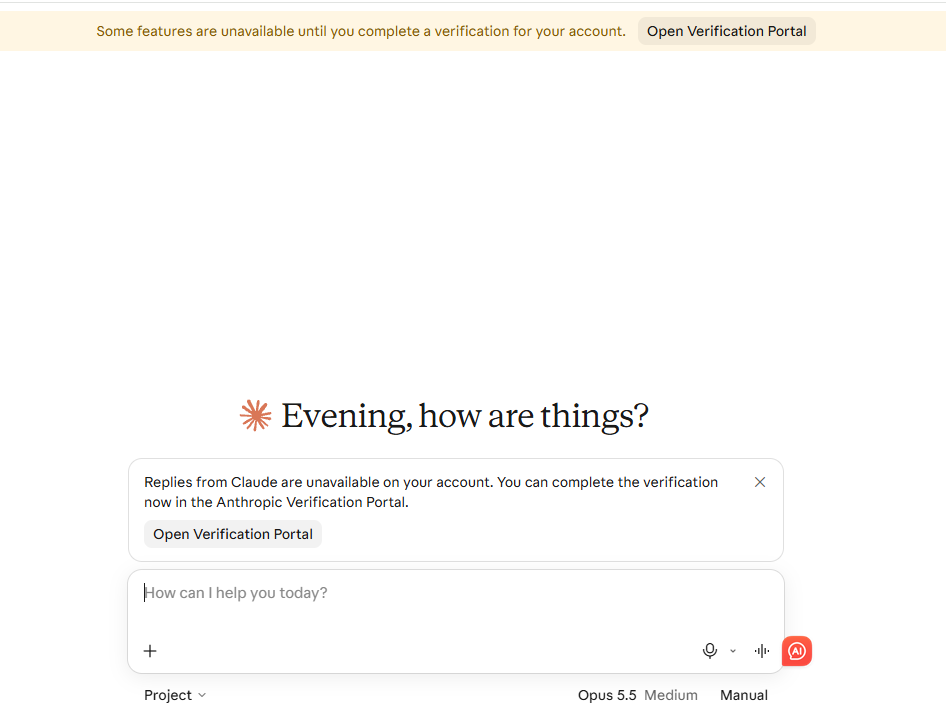 Some features are unavailable until you complete a verification for your account. Open Verification Portal
Evening, how are things?
Replies from Claude are unavailable on your account. You can complete the verification
now in the Anthropic Verification Portal.
Open Verification Portal
How can I help you today?
AI
Project Opus 5.5 Medium Manual